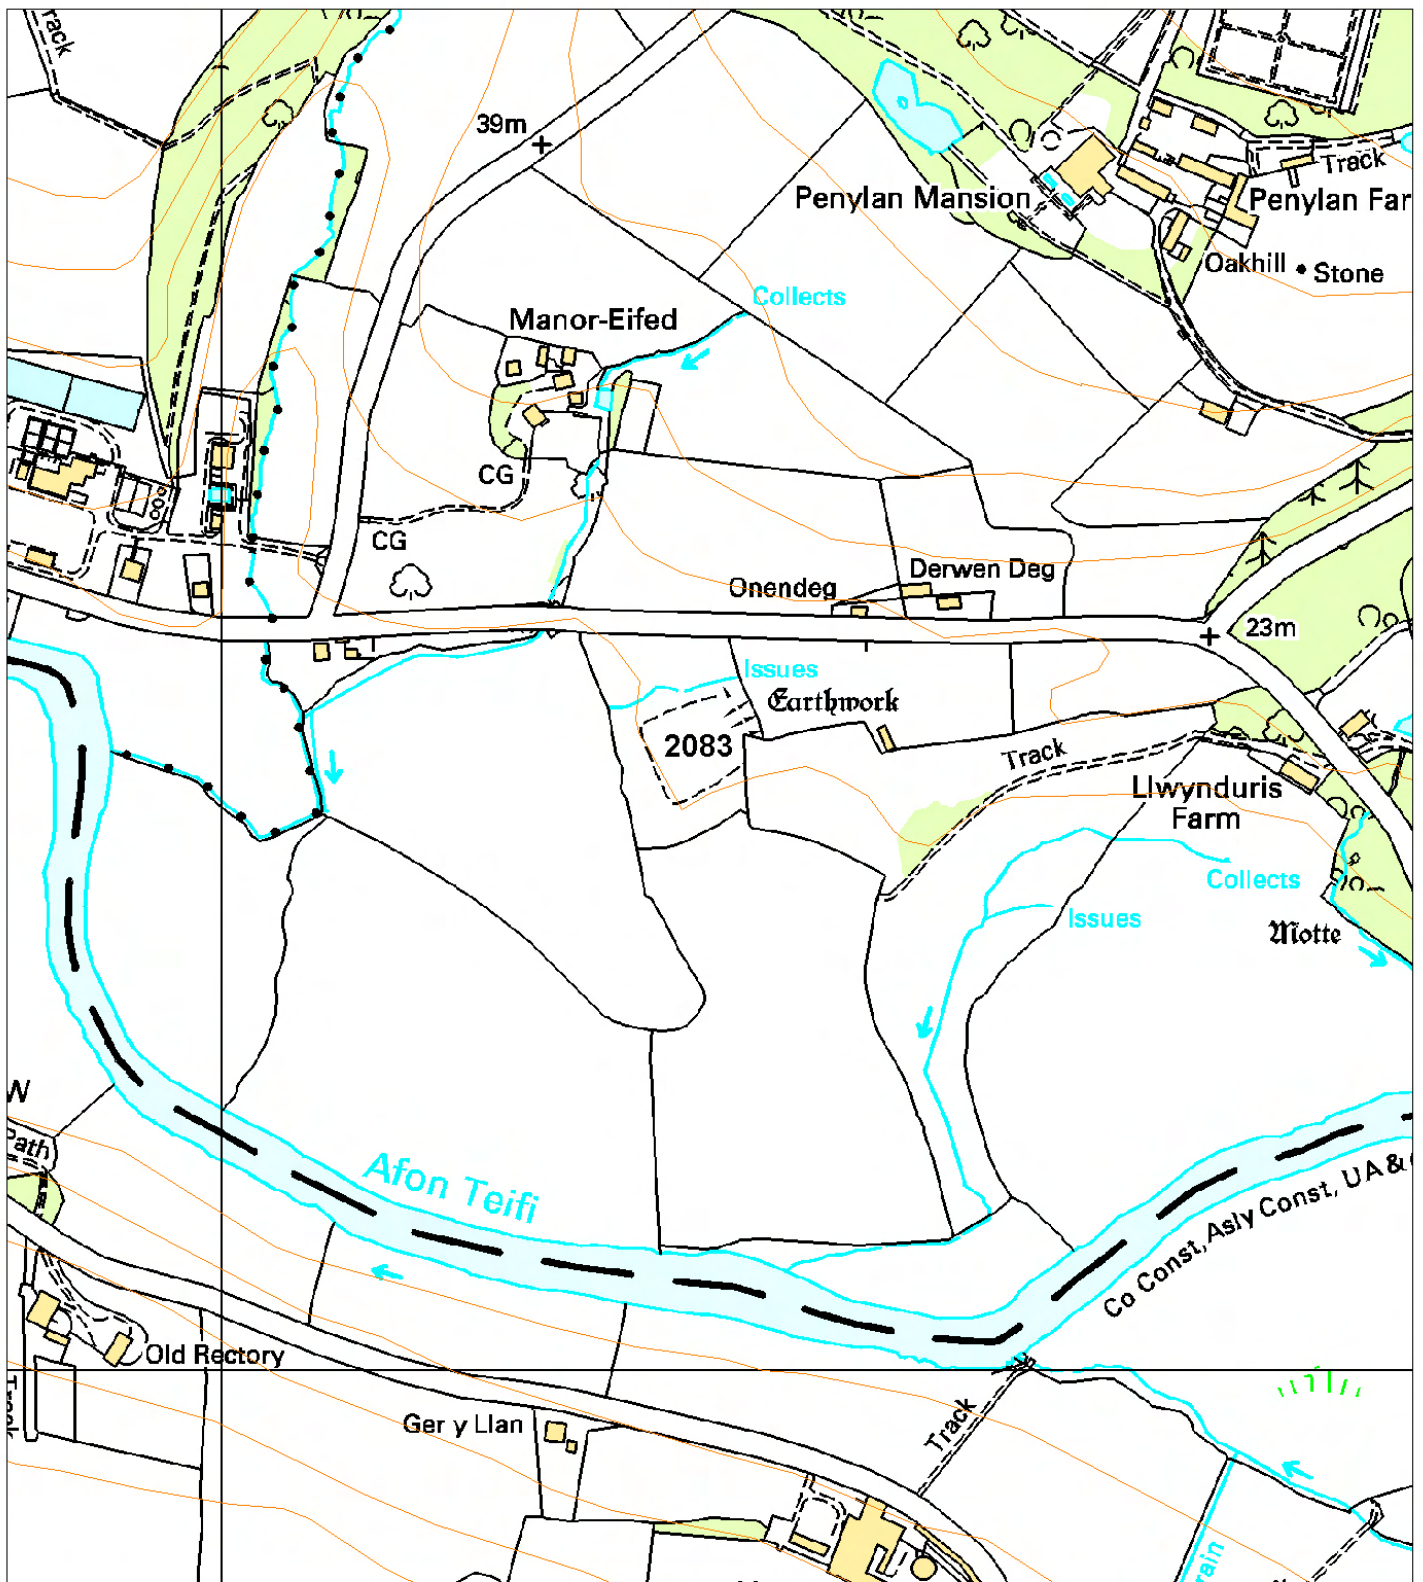 Track
39m
Track
Penylan Mansion
Penylan Far
Oakhill
Stone
Collects
Manor-Eifed
CG
CG
Onendeg
Derwen Deg
23m
Issues
Earthwork
2083
Track
Llwynduris
Farm
Collects
Issues
Motte
W
Path
Afon Teifi
Co Const, Asly Const, UA &
Old Rectory
Track
Ger y Llan
Track
rain